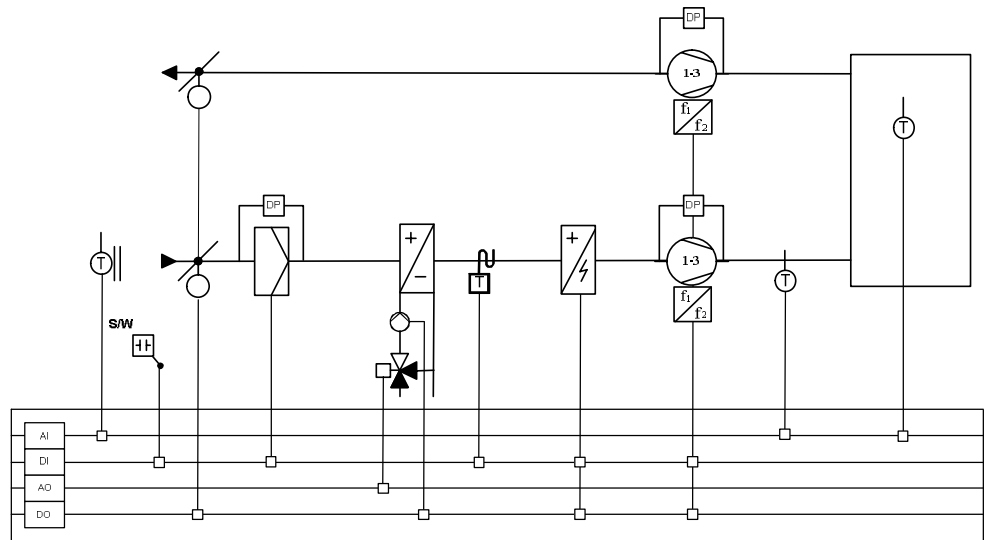 DP
1-3
f1
f2
T
DP
DP
T
+
-
T
+
1-3
T
f1
f2
S/W
AI
DI
AO
DO